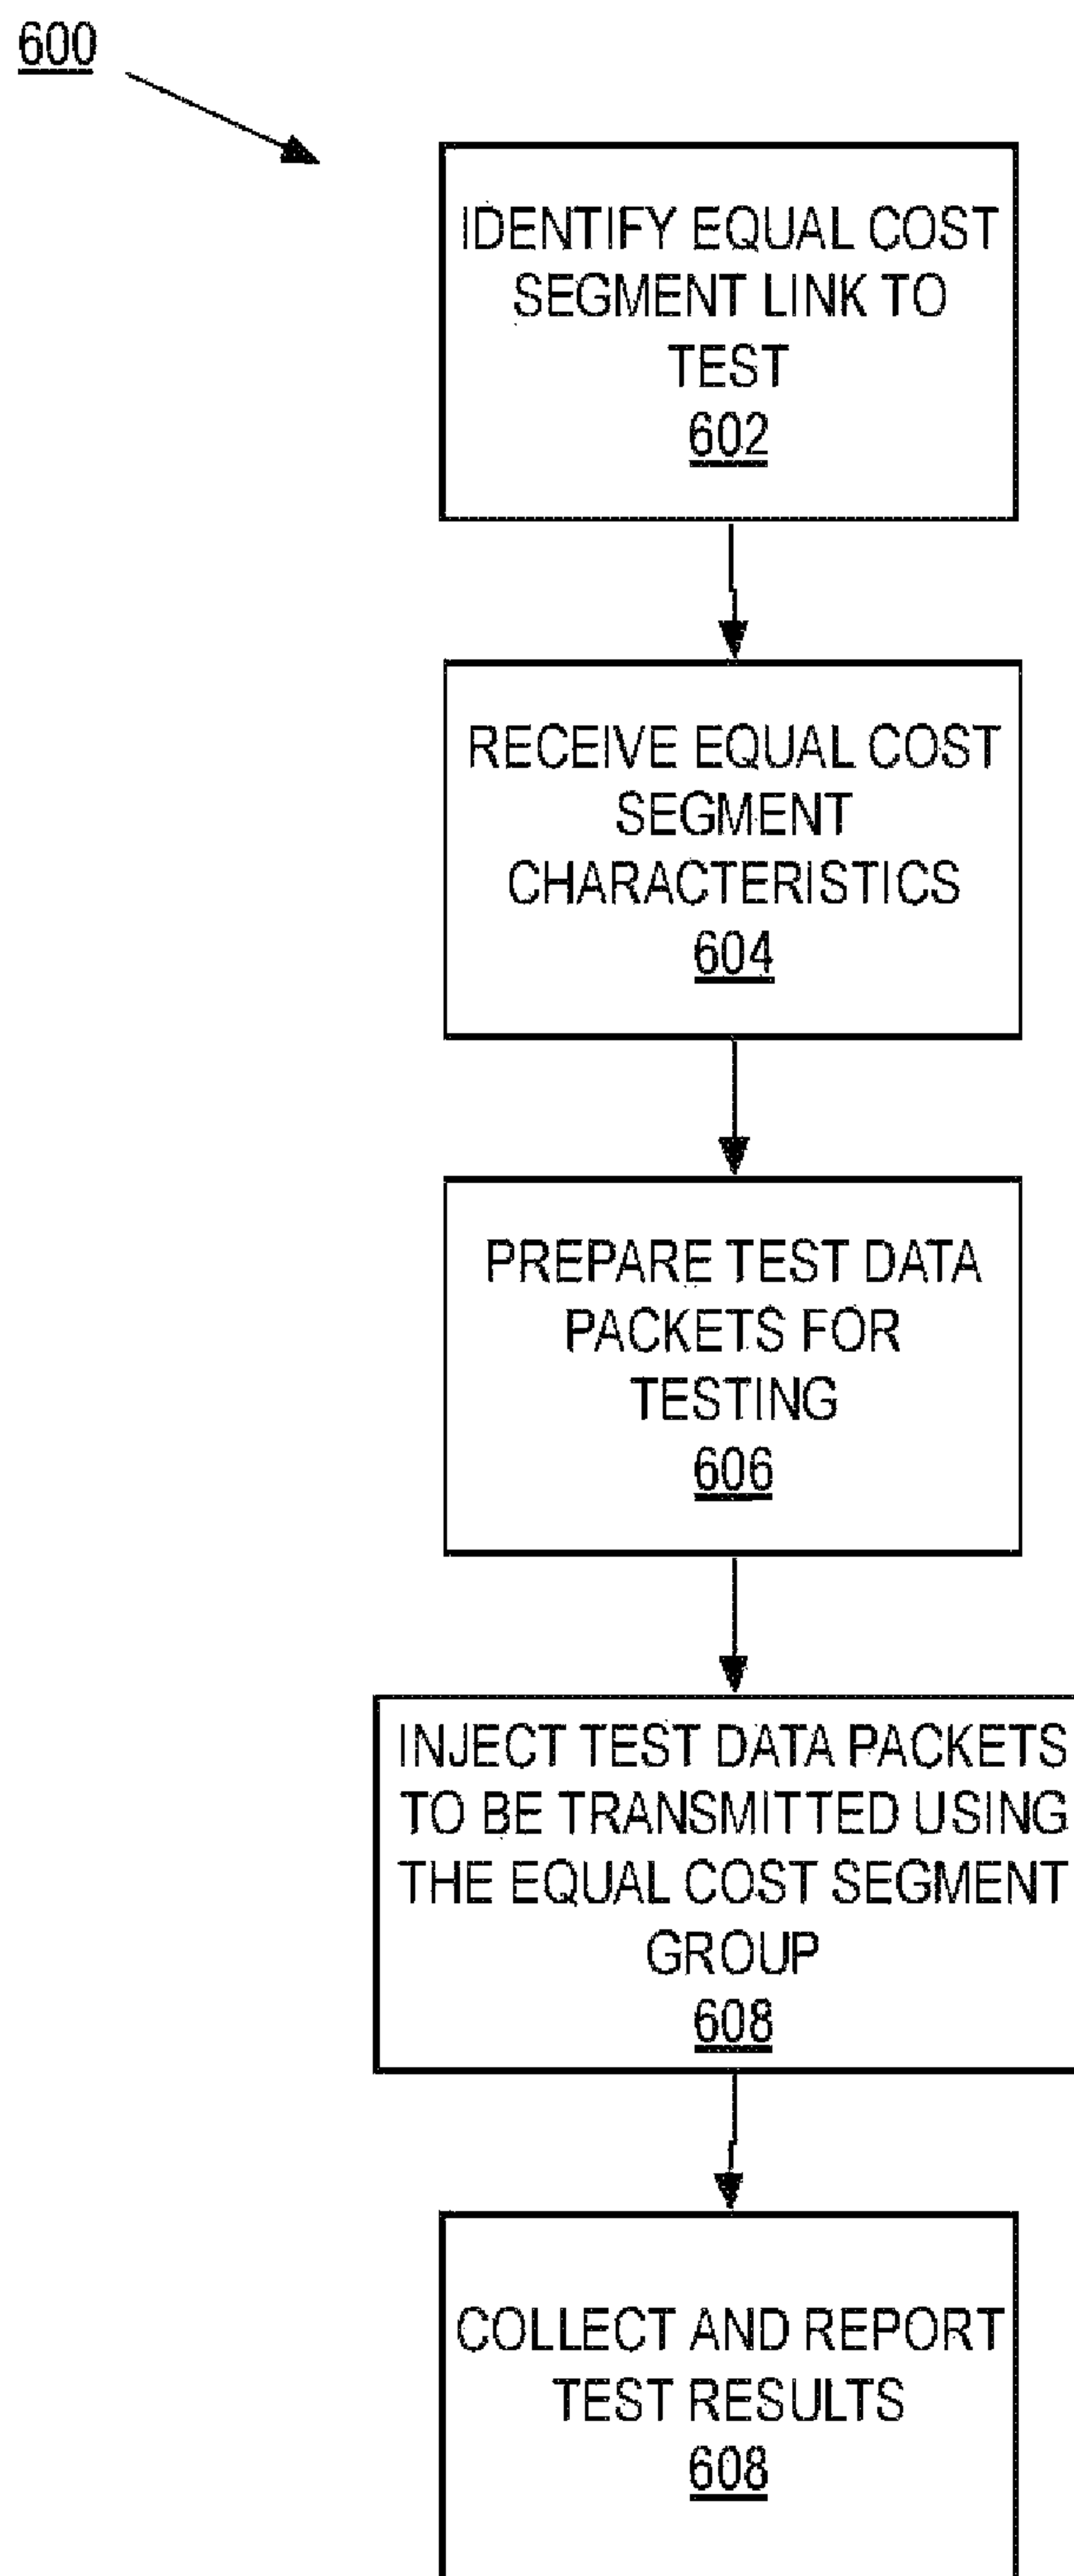 600
IDENTIFY EQUAL COST
SEGMENT LINK TO
TEST
602
RECEIVE EQUAL COST
SEGMENT
CHARACTERISTICS
604
PREPARE TEST DATA
PACKETS FOR
TESTING
606
INJECT TEST DATA PACKETS
TO BE TRANSMITTED USING
THE EQUAL COST SEGMENT
GROUP
608
COLLECT AND REPORT
TEST RESULTS
608